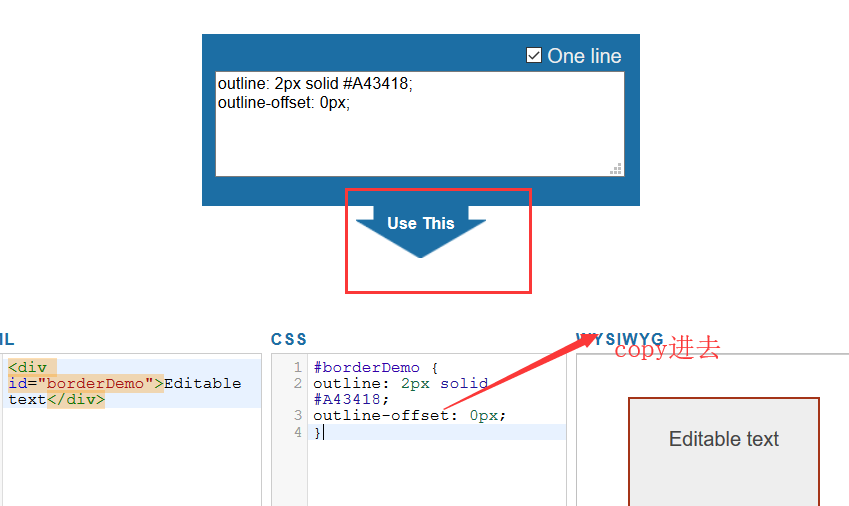 One line
outline: 2px solid #A43418;
outline-offset: 0px;
Use This
ML
CSS
WYSIWYG
copy进去
<div
id="borderDemo">Editable
text</div>
1 #borderDemo {
2 outline: 2px solid
#A43418;
3 outline-offset: 0px;
4 }
Editable text